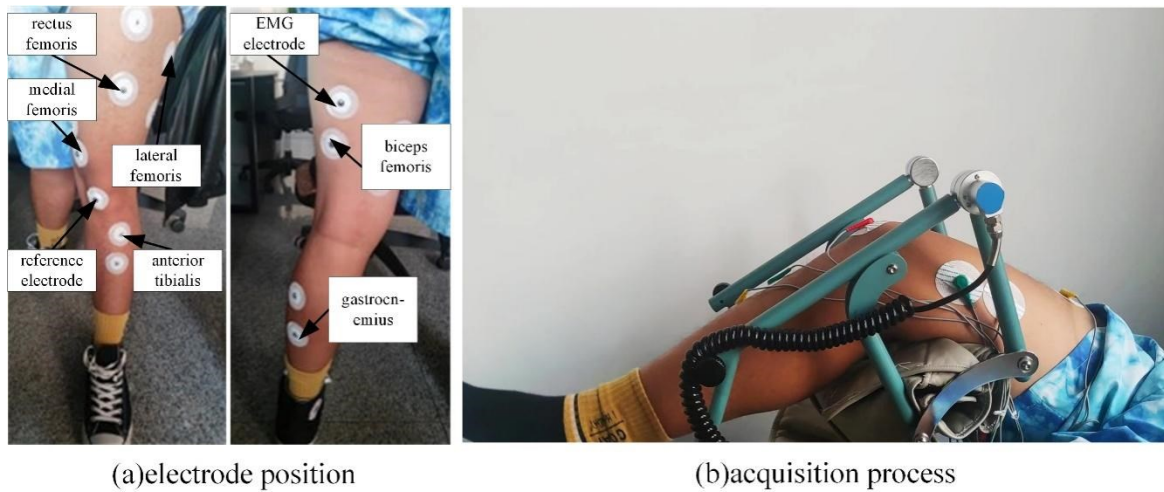 rectus
femoris
medial
femoris
lateral
femoris
reference
electrode
anterior
tibialis
EMG
electrode
biceps
femoris
gastrocn-
emius
(a)electrode position
(b)acquisition process